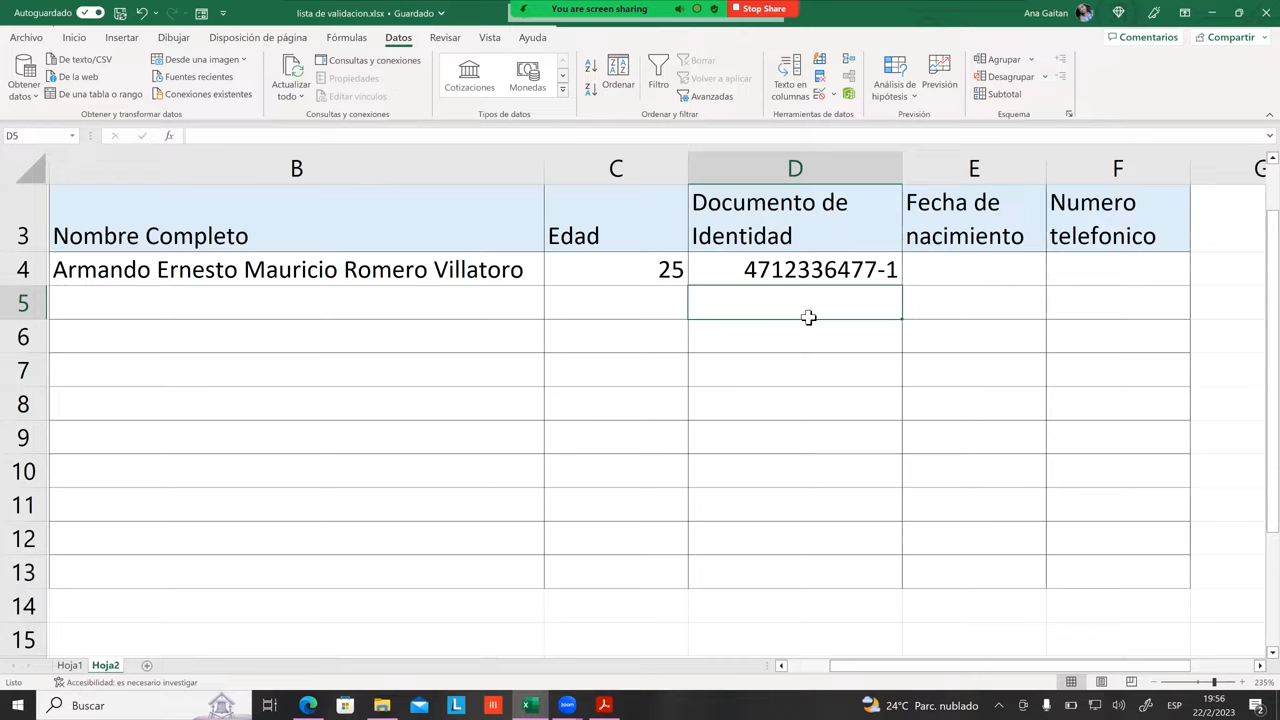 Autoguardado
lista de validacion.xlsx • Guardado
You are screen sharing
Stop Share
Ana Gaitan
Archivo Inicio Insertar Dibujar Disposición de página Fórmulas Datos Revisar Vista Ayuda
Comentarios Compartir
Obtener datos
De texto/CSV
De la web
De una tabla o rango
Desde una imagen
Fuentes recientes
Conexiones existentes
Obtener y transformar datos
Actualizar todo
Consultas y conexiones
Propiedades
Editar vínculos
Consultas y conexiones
Cotizaciones Monedas
Tipos de datos
Ordenar
Filtro
Borrar
Volver a aplicar
Avanzadas
Ordenar y filtrar
Texto en columnas
Herramientas de datos
Análisis de hipótesis
Previsión
Previsión
Agrupar
Desagrupar
Subtotal
Esquema
D5
fx
B C D E F G
Documento de Fecha de Numero
3 Nombre Completo Edad Identidad nacimiento telefonico
4 Armando Ernesto Mauricio Romero Villatoro 25 4712336477-1
5
6
7
8
9
10
11
12
13
14
15
Hoja1 Hoja2
Listo Accesibilidad: es necesario investigar
235%
Buscar
24°C Parc. nublado
ESP
19:56
22/2/2023